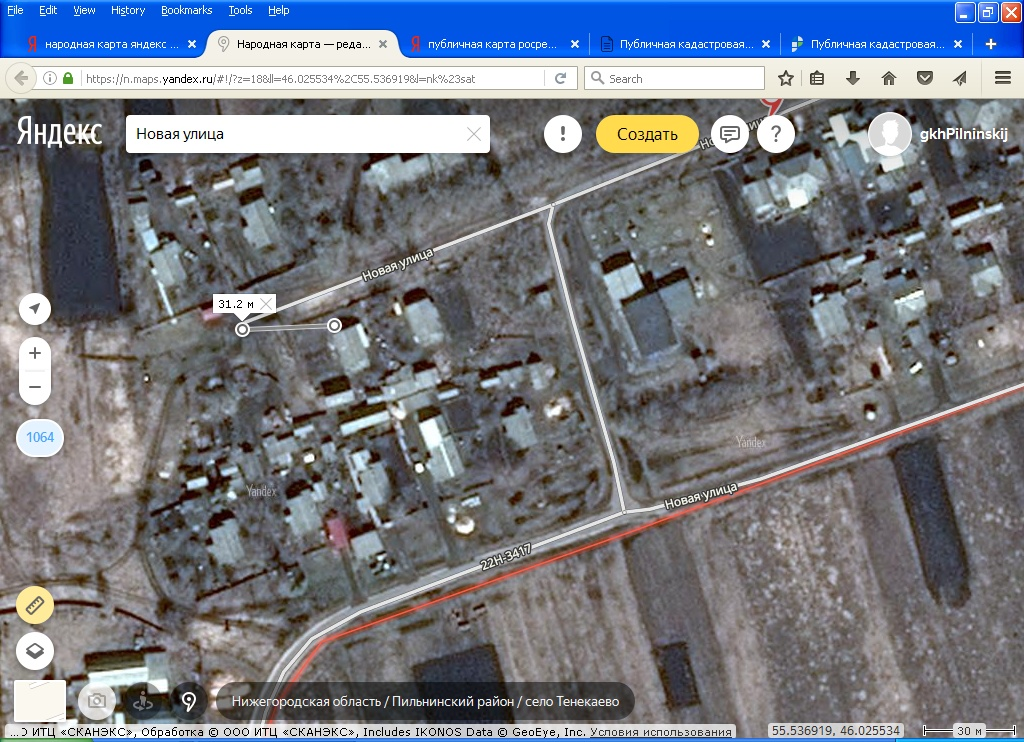 File Edit View History Bookmarks Tools Help
народная карта яндекс ...
Народная карта — реда...
публичная карта росре...
Публичная кадастровая...
Публичная кадастровая...
https://n.maps.yandex.ru/#!/?z=18&ll=46.025534%2C55.536919&l=nk%23sat
Search
Яндекс
Новая улица
Создать
gkhPilninskij
Новая улица
31.2 м
1064
Yandex
Yandex
Новая улица
22Н-3417
Нижегородская область / Пильнинский район / село Тенекаево
...О ИТЦ «СКАНЭКС», Обработка © ООО ИТЦ «СКАНЭКС», Includes IKONOS Data © GeoEye, Inc. Условия использования
55.536919, 46.025534
30 м